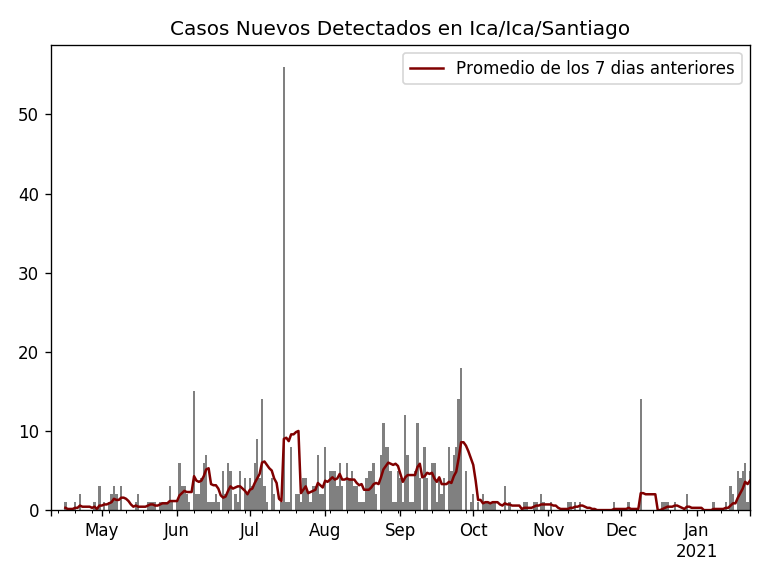 Casos Nuevos Detectados en Ica/Ica/Santiago
Promedio de los 7 dias anteriores
50
40
30
20
10
0
May Jun Jul Aug Sep Oct Nov Dec Jan
2021